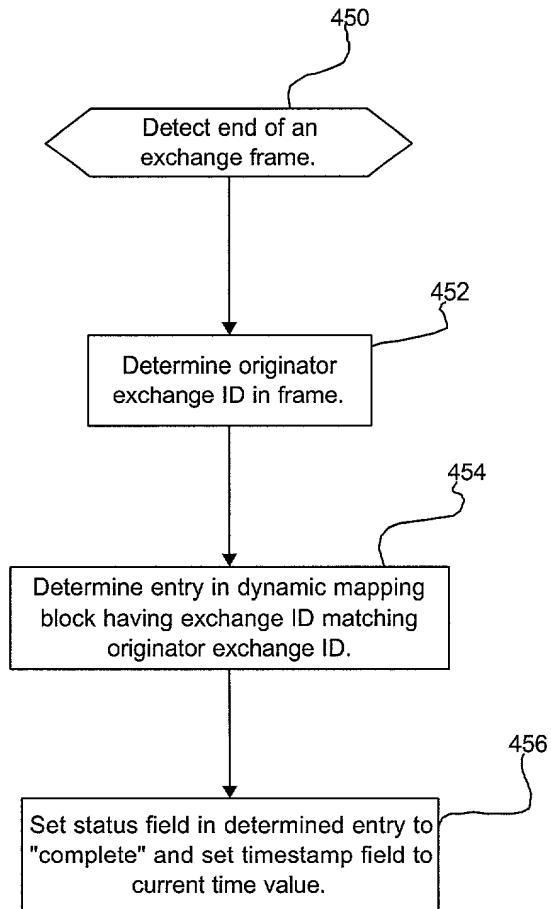 450
Detect end of an
exchange frame.
452
Determine originator
exchange ID in frame.
454
Determine entry in dynamic mapping
block having exchange ID matching
originator exchange ID.
456
Set status field in determined entry to
"complete" and set timestamp field to
current time value.